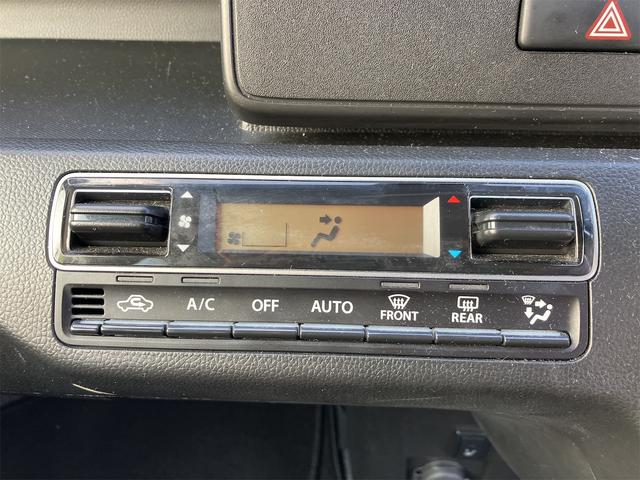 A/C OFF AUTO FRONT REAR